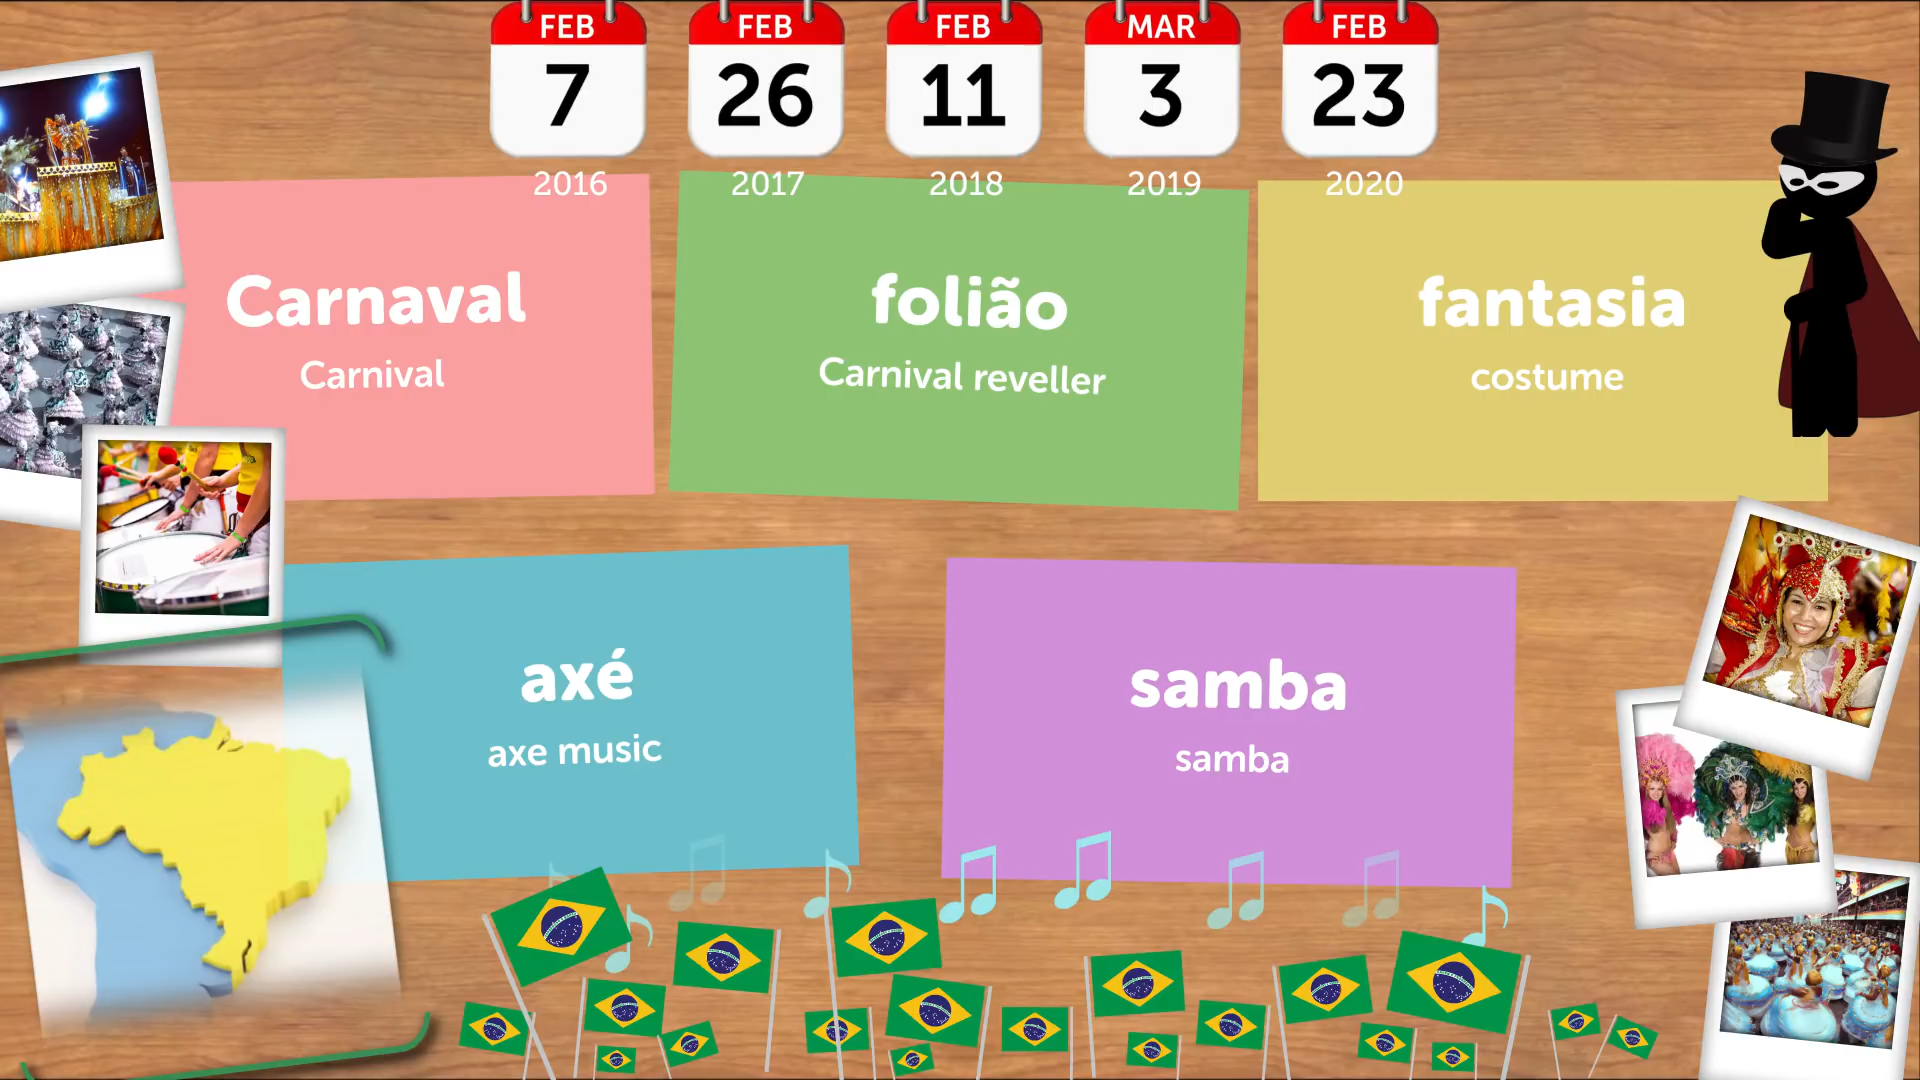 FEB
7
2016
FEB
26
2017
FEB
11
2018
MAR
3
2019
FEB
23
2020
Carnaval
Carnival
folião
Carnival reveller
fantasia
costume
axé
axe music
samba
samba